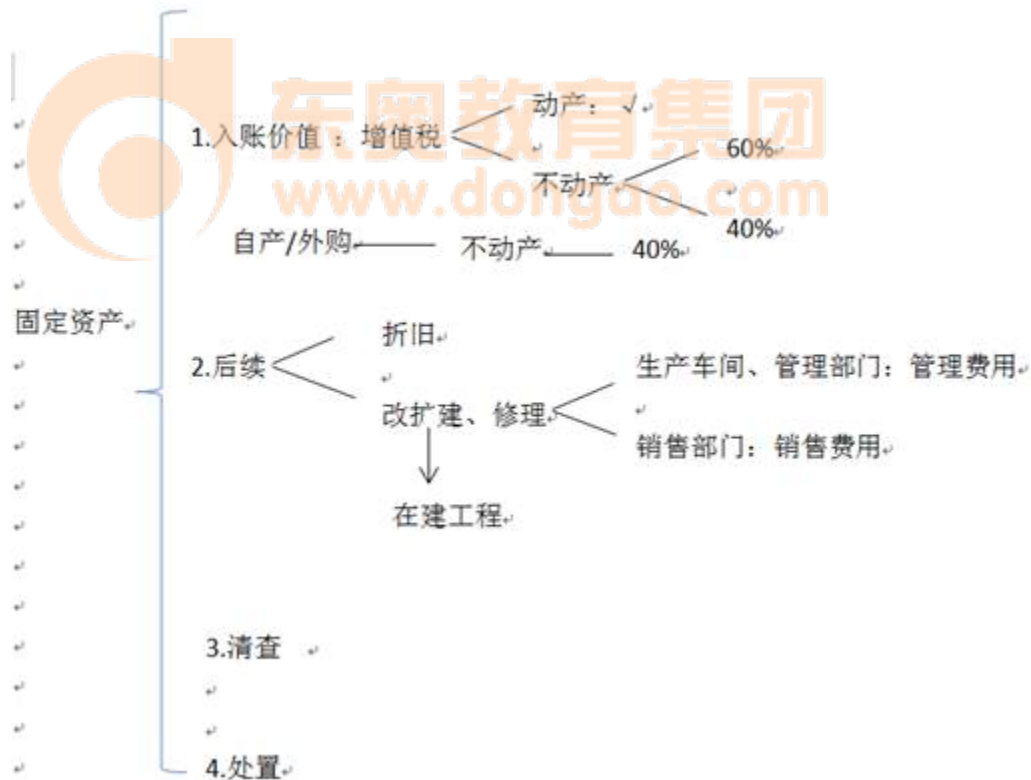 东奥教育集团
www.dongao.com
动产：√
1.入账价值 ：增值税
60%
不动产
40%
自产/外购
不动产
40%
固定资产
折旧
2.后续
生产车间、管理部门：管理费用
改扩建、修理
销售部门：销售费用
在建工程
3.清查
4.处置